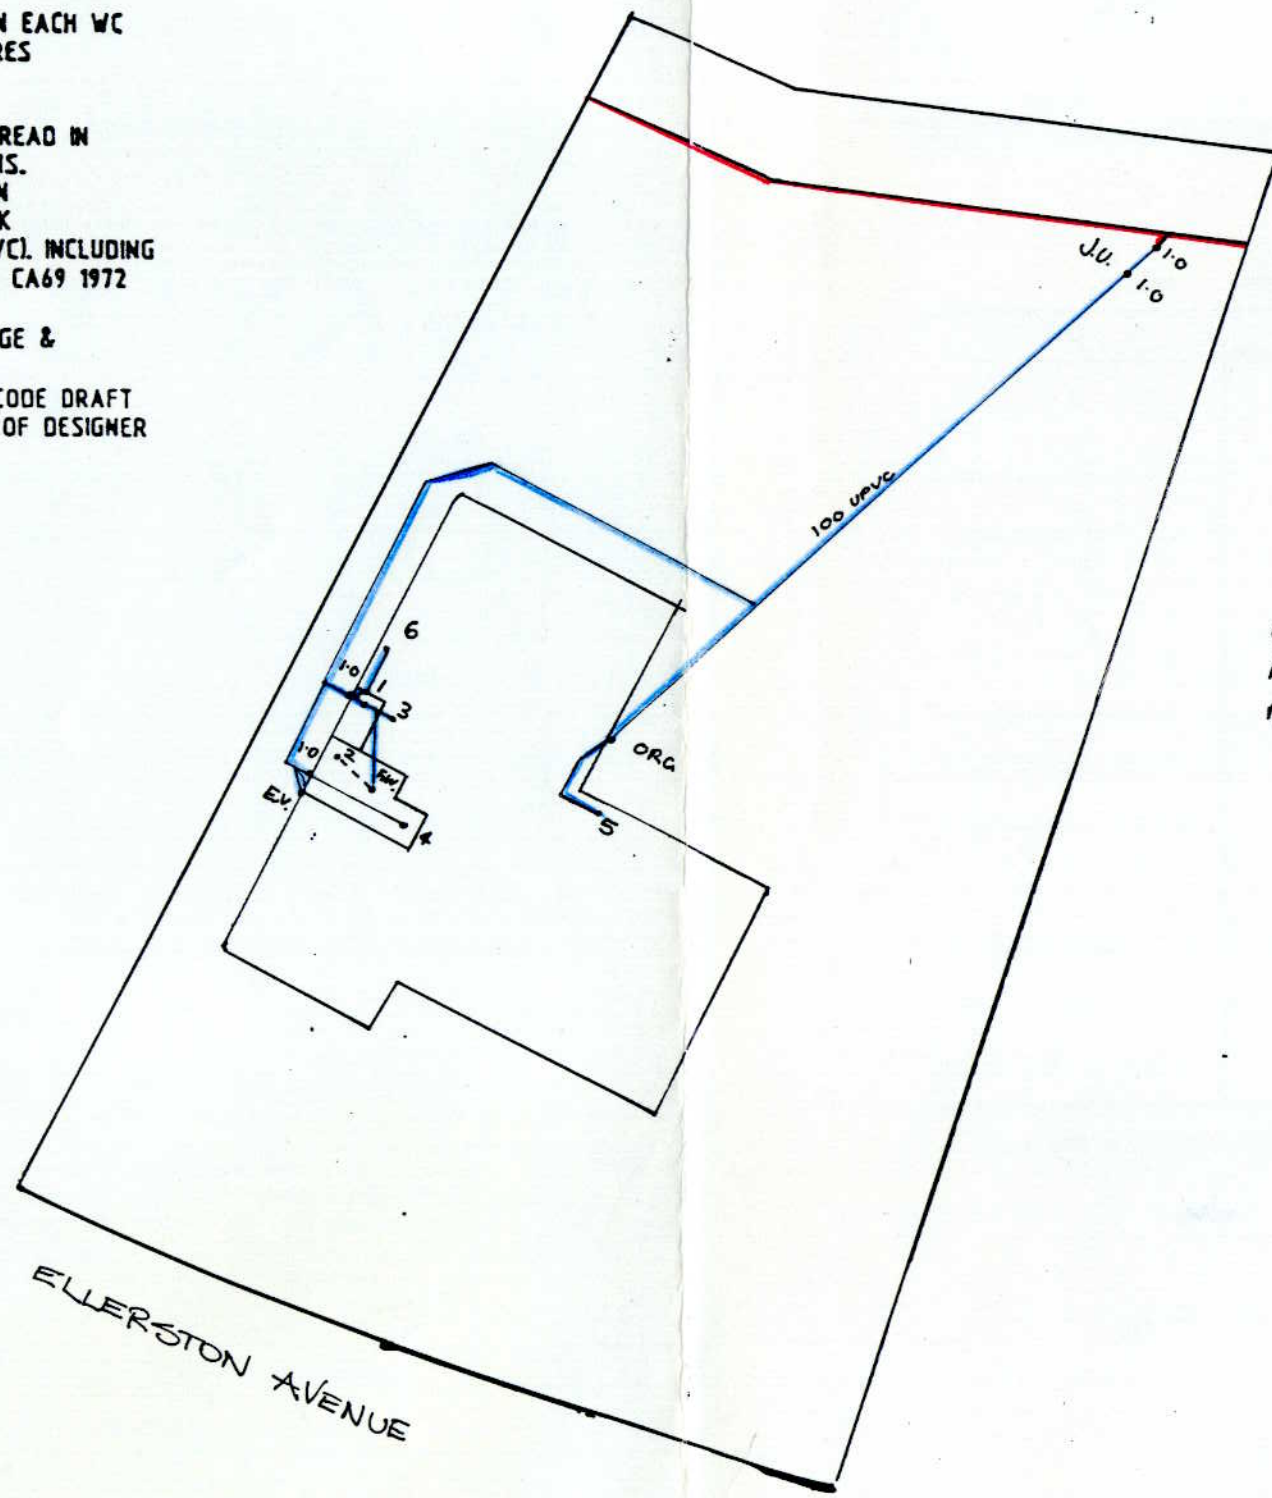 EACH WC
RES
READ IN
VC). INCLUDING
CA69 1972
GE &
CODE DRAFT
OF DESIGNER
J.U.
1.0
1.0
100 UPVC
6
1.0
1
3
ORG
1.0
2
F.W.
E.V.
5
4
ELLERSTON AVENUE